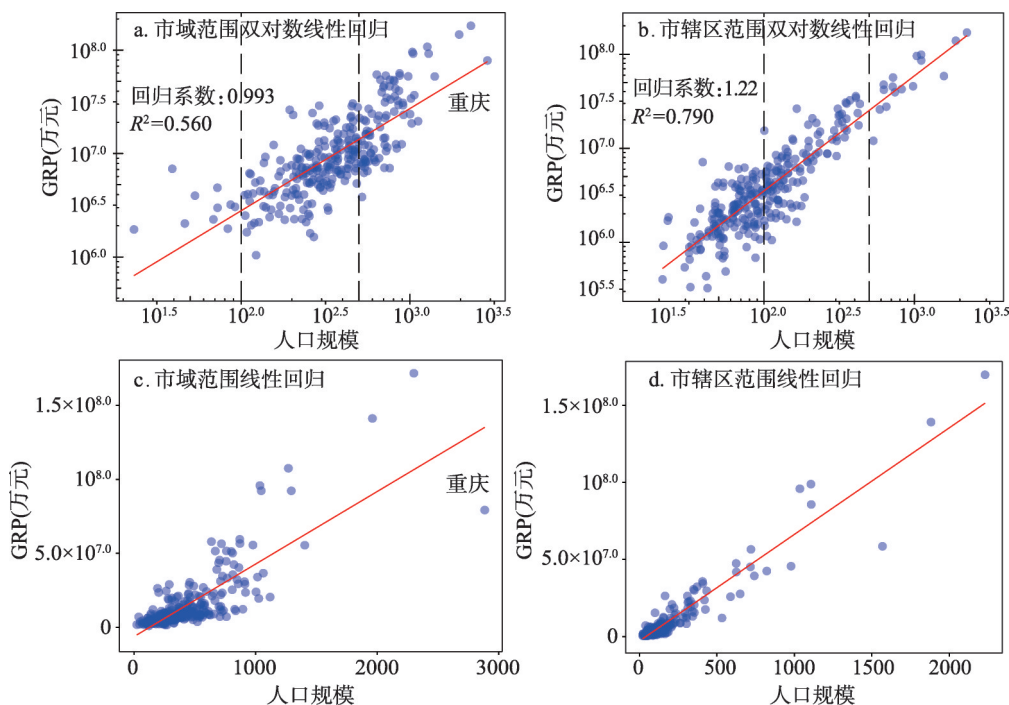 a. 市域范围双对数线性回归
回归系数:0.993
R²=0.560
重庆
GRP(万元)
10^8.0
10^7.5
10^7.0
10^6.5
10^6.0
10^1.5
10^2.0
10^2.5
10^3.0
10^3.5
人口规模
b. 市辖区范围双对数线性回归
回归系数:1.22
R²=0.790
GRP(万元)
10^8.0
10^7.5
10^7.0
10^6.5
10^6.0
10^5.5
10^1.5
10^2.0
10^2.5
10^3.0
10^3.5
人口规模
c. 市域范围线性回归
重庆
GRP(万元)
1.5×10^8.0
10^8.0
5.0×10^7.0
0
0
1000
2000
3000
人口规模
d. 市辖区范围线性回归
GRP(万元)
1.5×10^8.0
10^8.0
5.0×10^7.0
0
0
500
1000
1500
2000
人口规模